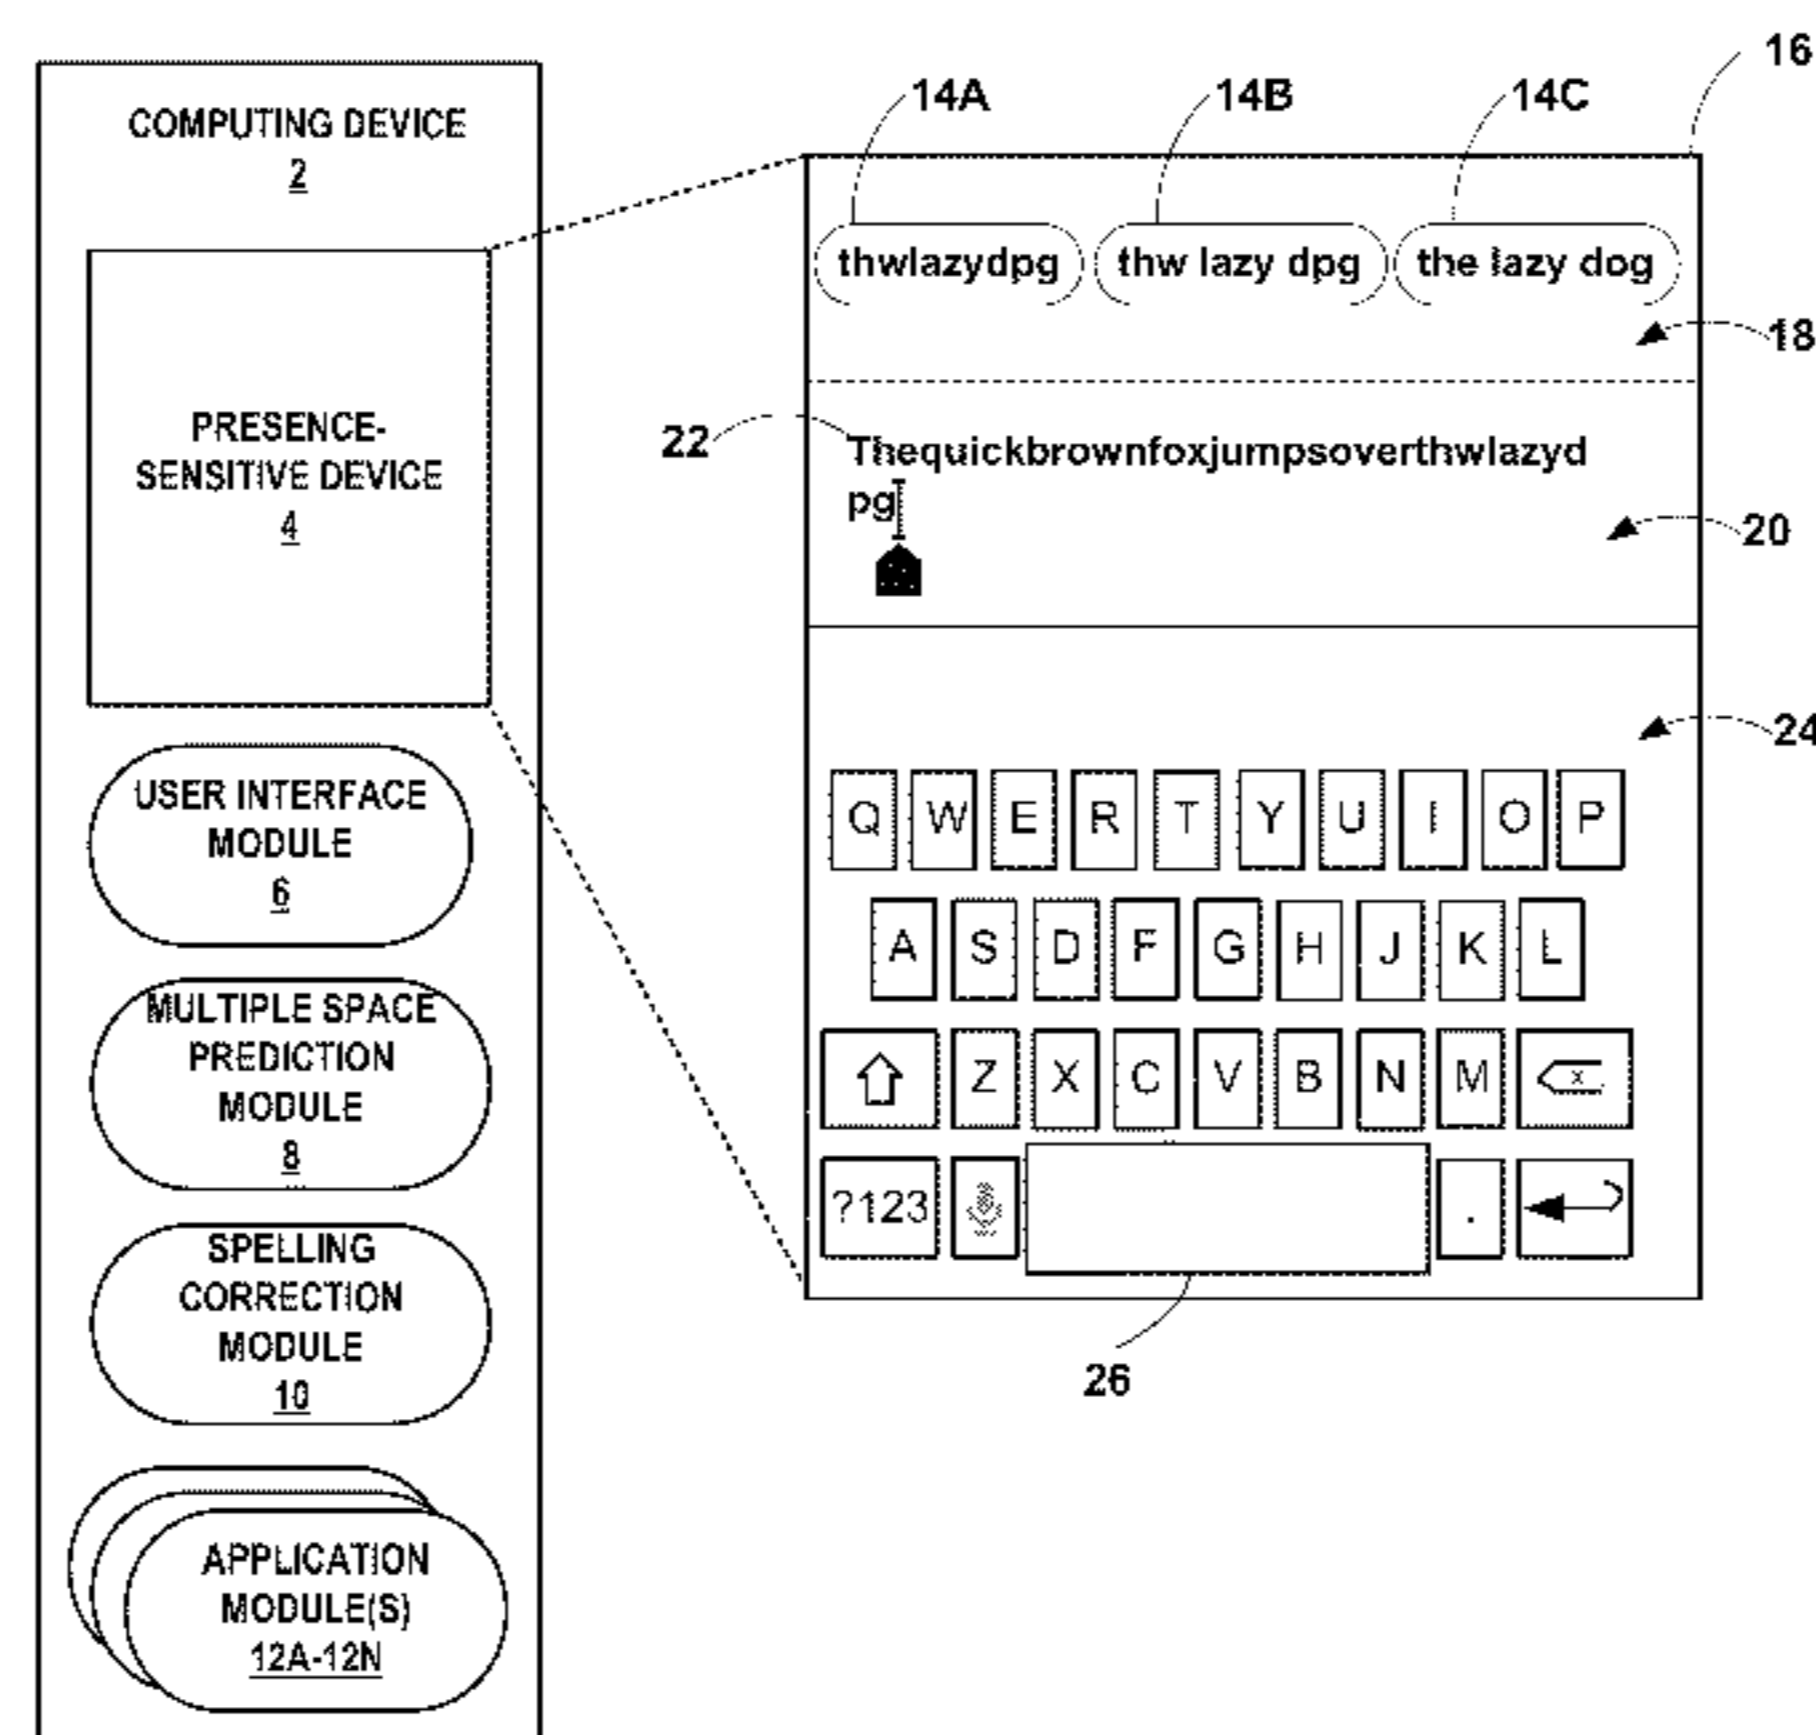 COMPUTING DEVICE
2
PRESENCE-
SENSITIVE DEVICE
4
USER INTERFACE
MODULE
6
MULTIPLE SPACE
PREDICTION
MODULE
8
SPELLING
CORRECTION
MODULE
10
APPLICATION
MODULE(S)
12A-12N
16
14A 14B 14C
thwlazydpg thw lazy dpg the lazy dog
18
22
Thequickbrownfoxjumpsoverthwlazyd
pg
20
24
Q W E R T Y U I O P
A S D F G H J K L
Z X C V B N M x
?123 .
26